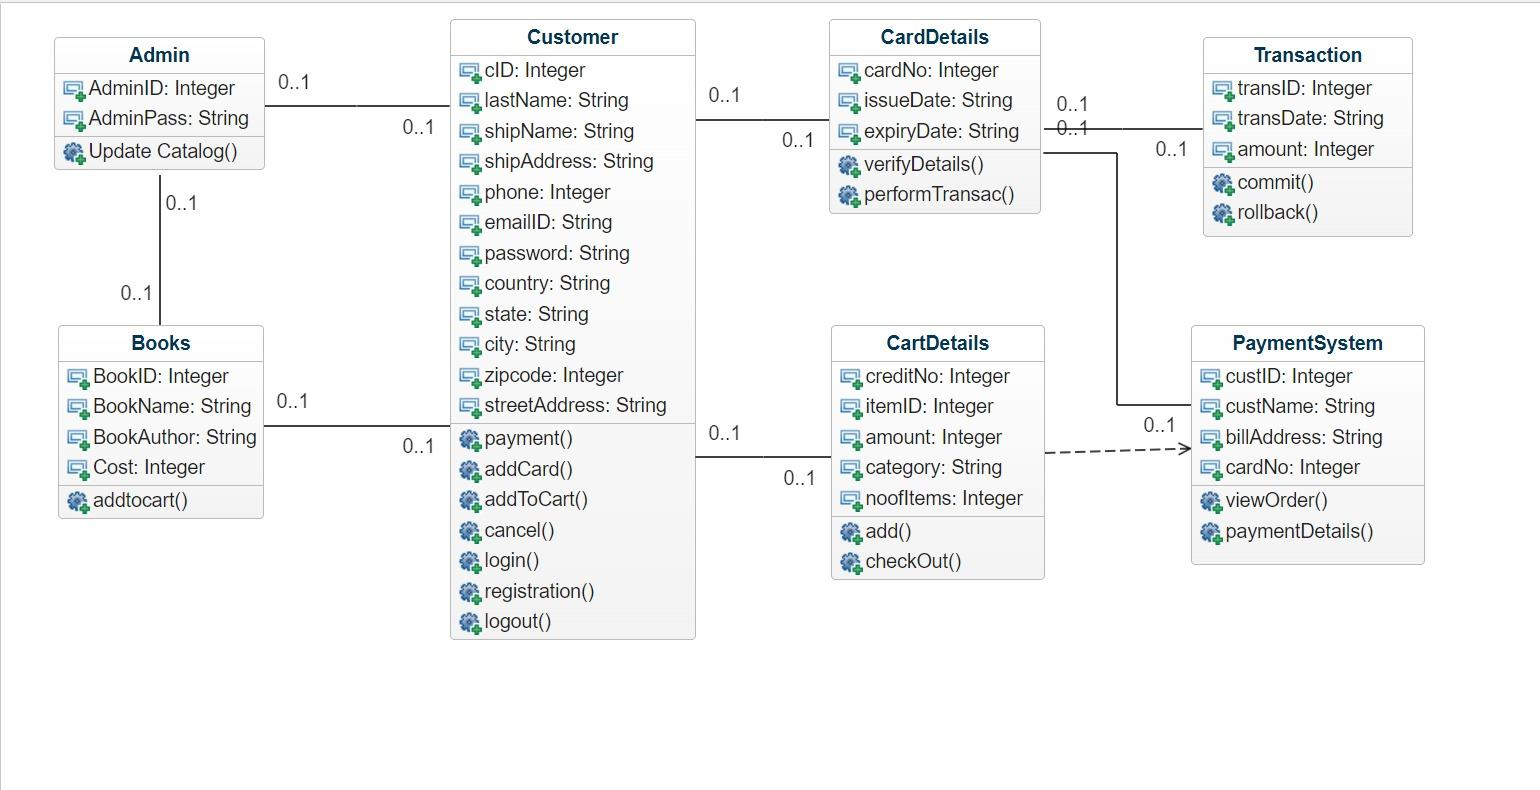 Admin
AdminID: Integer
AdminPass: String
Update Catalog()
0..1
0..1
0..1
0..1
Books
BookID: Integer
BookName: String
BookAuthor: String
Cost: Integer
addtocart()
0..1
0..1
Customer
cID: Integer
lastName: String
shipName: String
shipAddress: String
phone: Integer
emailID: String
password: String
country: String
state: String
city: String
zipcode: Integer
streetAddress: String
payment()
addCard()
addToCart()
cancel()
login()
registration()
logout()
0..1
0..1
0..1
0..1
CardDetails
cardNo: Integer
issueDate: String
expiryDate: String
verifyDetails()
performTransac()
0..1
0..1
0..1
Transaction
transID: Integer
transDate: String
amount: Integer
commit()
rollback()
CartDetails
creditNo: Integer
itemID: Integer
amount: Integer
category: String
noofItems: Integer
add()
checkOut()
0..1
PaymentSystem
custID: Integer
custName: String
billAddress: String
cardNo: Integer
viewOrder()
paymentDetails()